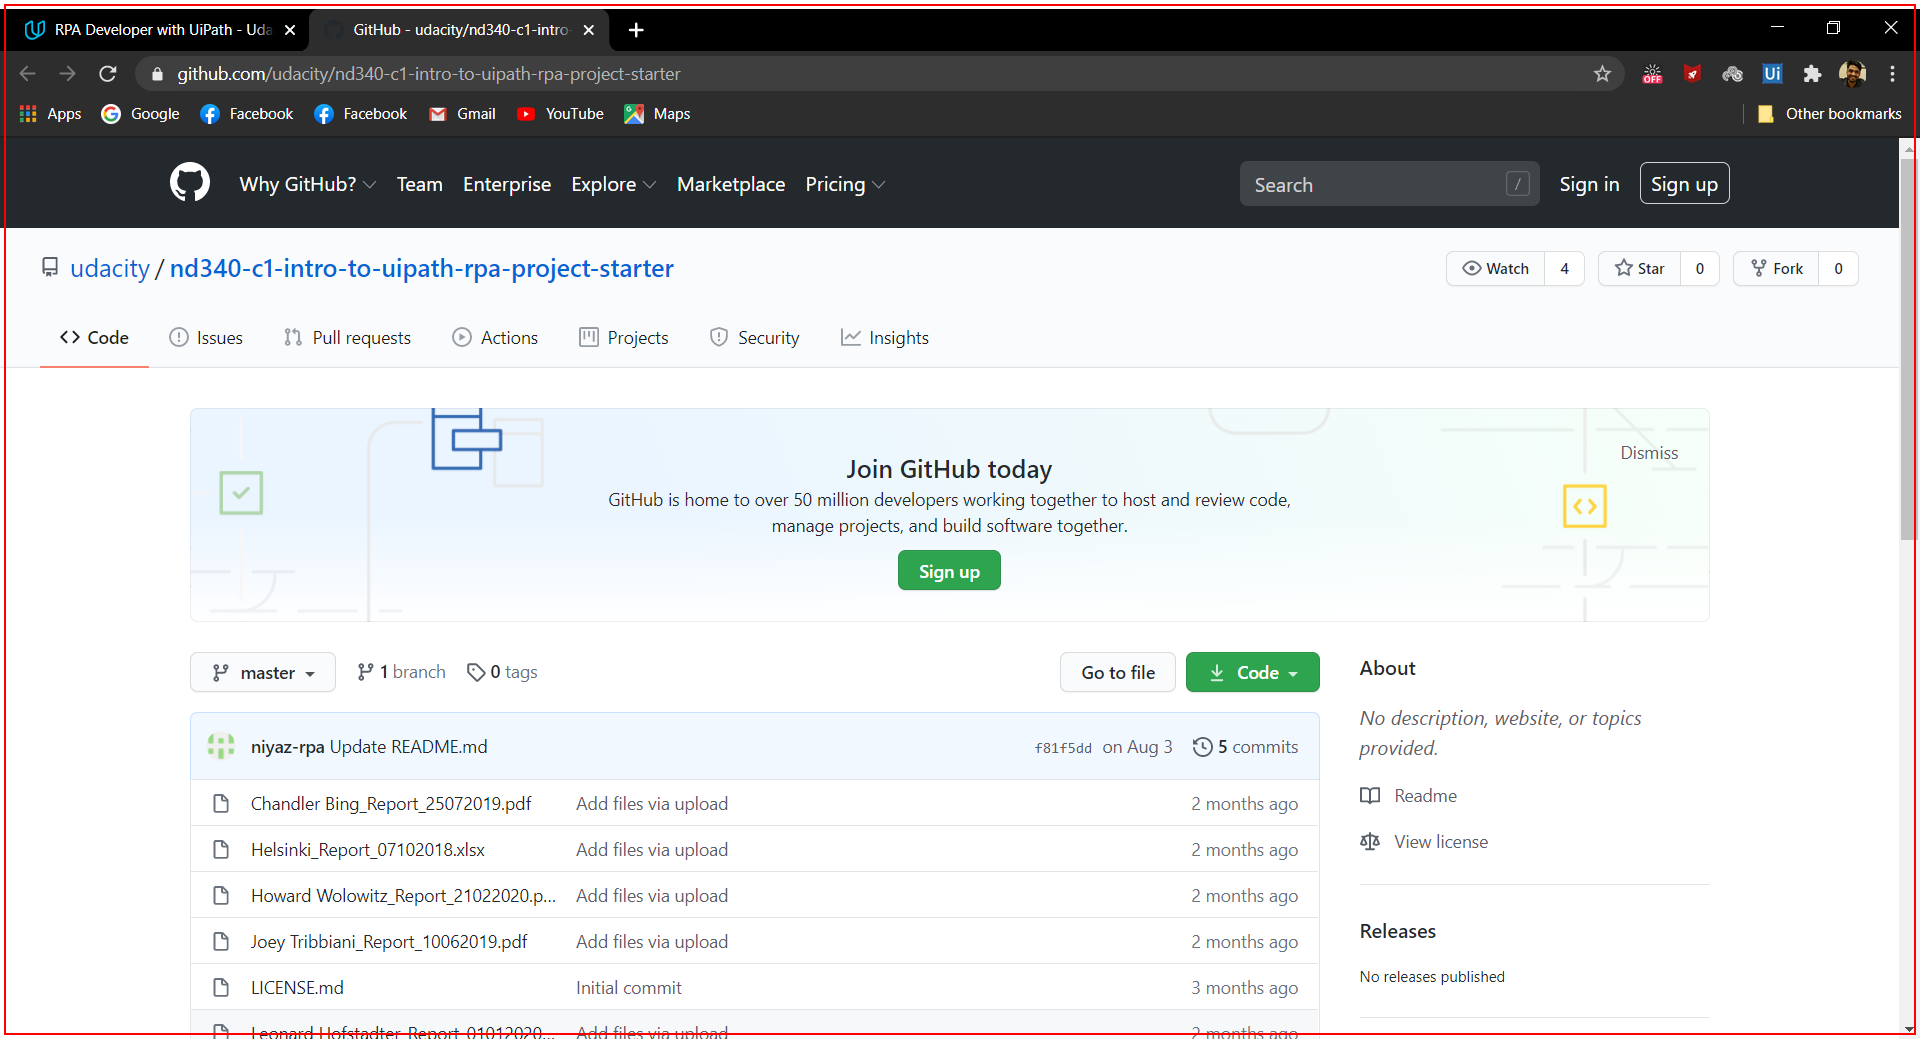 RPA Developer with UiPath - Uda
GitHub - udacity/nd340-c1-intro-
github.com/udacity/nd340-c1-intro-to-uipath-rpa-project-starter
OFF
Ui
Apps Google Facebook Facebook Gmail YouTube Maps Other bookmarks
Why GitHub? Team Enterprise Explore Marketplace Pricing Search / Sign in Sign up
udacity / nd340-c1-intro-to-uipath-rpa-project-starter Watch 4 Star 0 Fork 0
Code Issues Pull requests Actions Projects Security Insights
Dismiss
Join GitHub today
GitHub is home to over 50 million developers working together to host and review code,
manage projects, and build software together.
Sign up
master 1 branch 0 tags Go to file Code
niyaz-rpa Update README.md f81f5dd on Aug 3 5 commits
Chandler Bing_Report_25072019.pdf Add files via upload 2 months ago
Helsinki_Report_07102018.xlsx Add files via upload 2 months ago
Howard Wolowitz_Report_21022020.p... Add files via upload 2 months ago
Joey Tribbiani_Report_10062019.pdf Add files via upload 2 months ago
LICENSE.md Initial commit 3 months ago
Leonard Hofstadter_Report_01012020... Add files via upload 2 months ago
About
No description, website, or topics
provided.
Readme
View license
Releases
No releases published